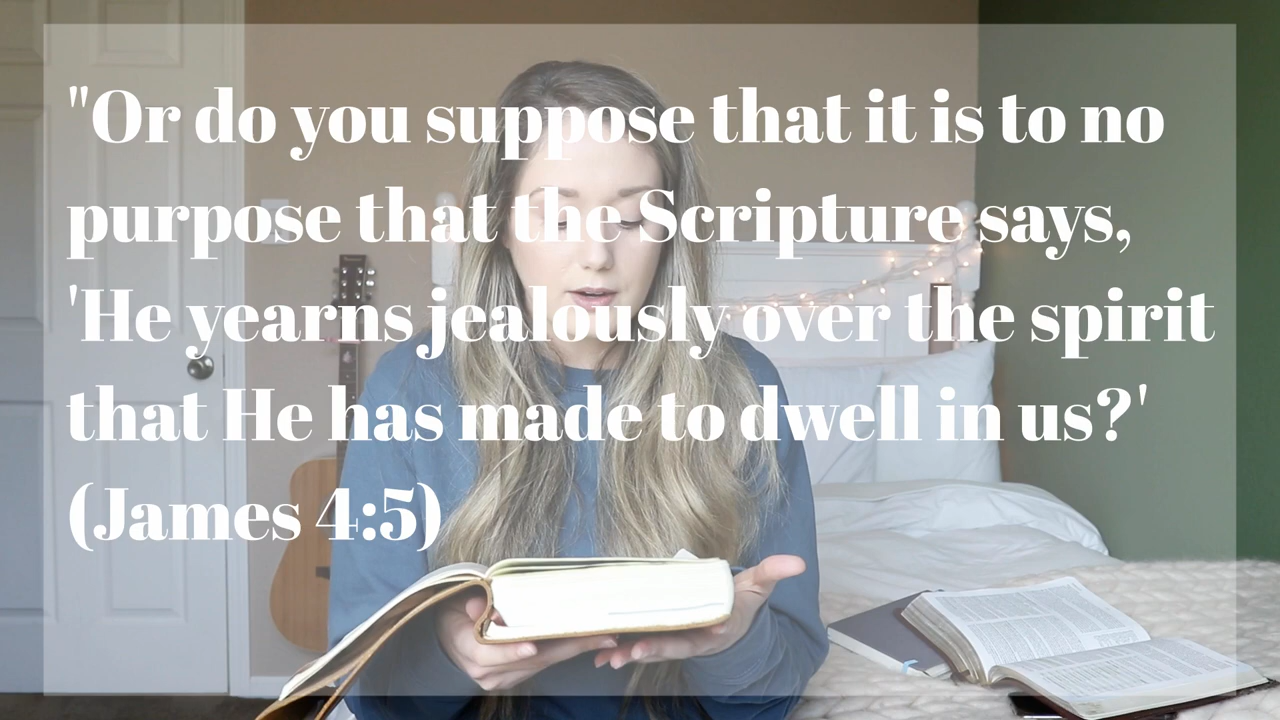 "Or do you suppose that it is to no
purpose that the Scripture says,
'He yearns jealously over the spirit
that He has made to dwell in us?'
(James 4:5)